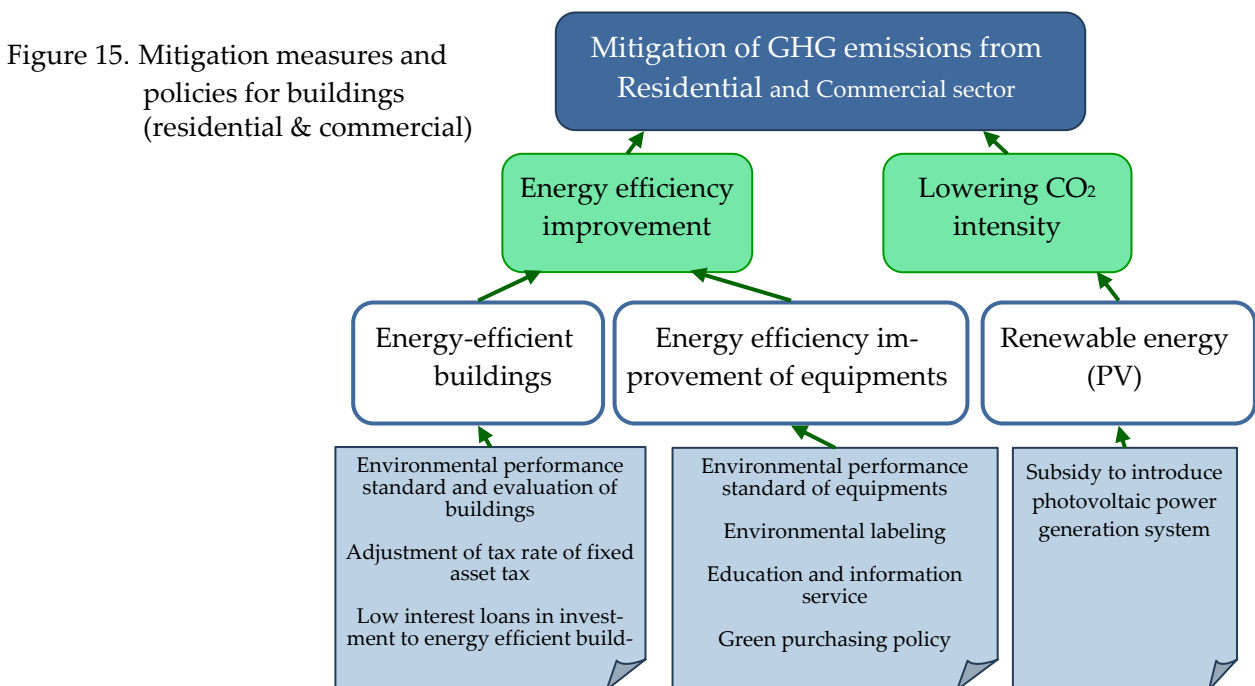 Figure 15. Mitigation measures and
policies for buildings
(residential & commercial)
Mitigation of GHG emissions from
Residential and Commercial sector
Energy efficiency
improvement
Lowering CO₂
intensity
Energy-efficient
buildings
Energy efficiency im-
provement of equipments
Renewable energy
(PV)
Environmental performance
standard and evaluation of
buildings
Adjustment of tax rate of fixed
asset tax
Low interest loans in invest-
ment to energy efficient build-
Environmental performance
standard of equipments
Environmental labeling
Education and information
service
Green purchasing policy
Subsidy to introduce
photovoltaic power
generation system